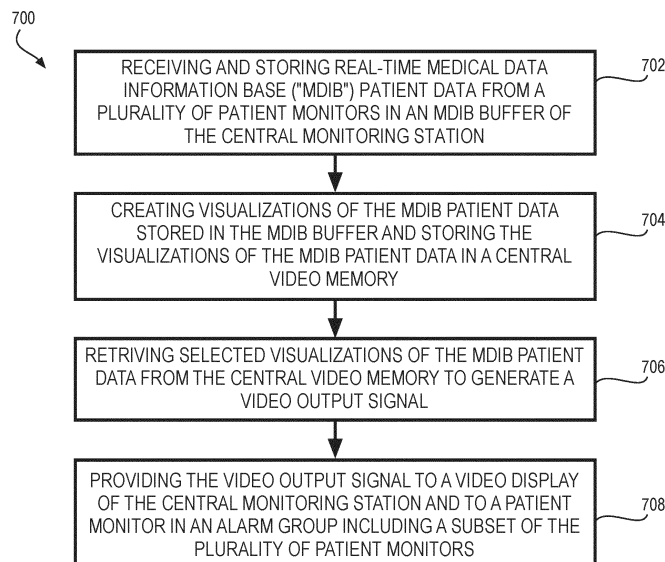 700
RECEIVING AND STORING REAL-TIME MEDICAL DATA
INFORMATION BASE ("MDIB") PATIENT DATA FROM A
PLURALITY OF PATIENT MONITORS IN AN MDIB BUFFER OF
THE CENTRAL MONITORING STATION
702
CREATING VISUALIZATIONS OF THE MDIB PATIENT DATA
STORED IN THE MDIB BUFFER AND STORING THE
VISUALIZATIONS OF THE MDIB PATIENT DATA IN A CENTRAL
VIDEO MEMORY
704
RETRIVING SELECTED VISUALIZATIONS OF THE MDIB PATIENT
DATA FROM THE CENTRAL VIDEO MEMORY TO GENERATE A
VIDEO OUTPUT SIGNAL
706
PROVIDING THE VIDEO OUTPUT SIGNAL TO A VIDEO DISPLAY
OF THE CENTRAL MONITORING STATION AND TO A PATIENT
MONITOR IN AN ALARM GROUP INCLUDING A SUBSET OF THE
PLURALITY OF PATIENT MONITORS
708